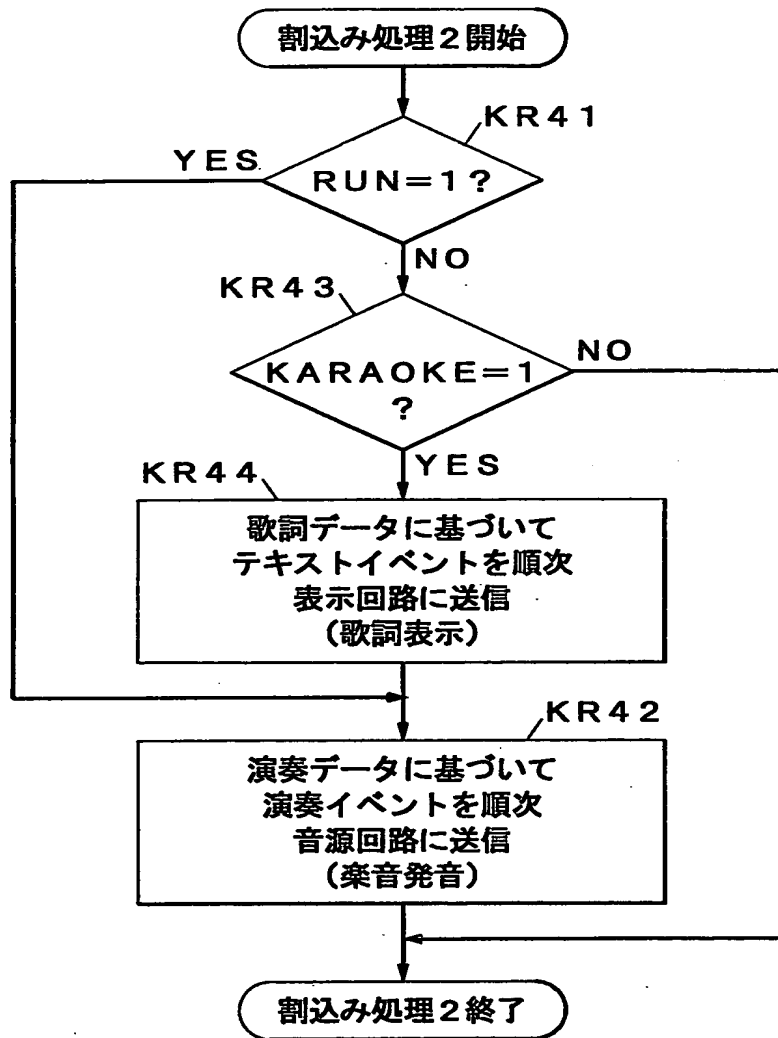 割込み処理2開始
KR41
YES
RUN=1?
NO
KR43
NO
KARAOKE=1
?
YES
KR44
歌詞データに基づいて
テキストイベントを順次
表示回路に送信
(歌詞表示)
KR42
演奏データに基づいて
演奏イベントを順次
音源回路に送信
(楽音発音)
割込み処理2終了